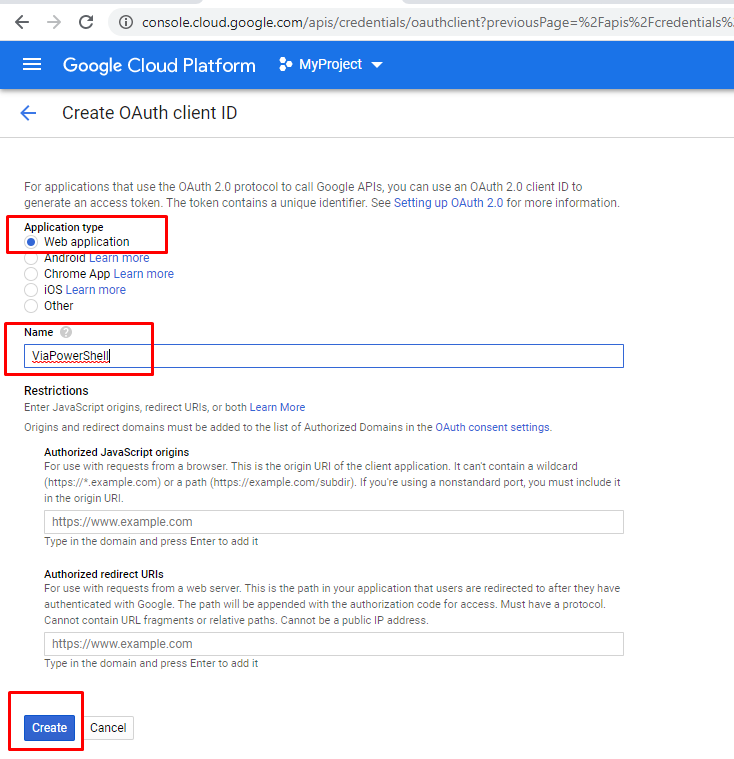 console.cloud.google.com/apis/credentials/oauthclient?previousPage=%2Fapis%2Fcredentials%
Google Cloud Platform MyProject
Create OAuth client ID
For applications that use the OAuth 2.0 protocol to call Google APIs, you can use an OAuth 2.0 client ID to
generate an access token. The token contains a unique identifier. See Setting up OAuth 2.0 for more information.
Application type
Web application
Android Learn more
Chrome App Learn more
iOS Learn more
Other
Name ?
ViaPowerShell
Restrictions
Enter JavaScript origins, redirect URIs, or both Learn More
Origins and redirect domains must be added to the list of Authorized Domains in the OAuth consent settings.
Authorized JavaScript origins
For use with requests from a browser. This is the origin URI of the client application. It can't contain a wildcard
(https://*.example.com) or a path (https://example.com/subdir). If you're using a nonstandard port, you must include it
in the origin URI.
https://www.example.com
Type in the domain and press Enter to add it
Authorized redirect URIs
For use with requests from a web server. This is the path in your application that users are redirected to after they have
authenticated with Google. The path will be appended with the authorization code for access. Must have a protocol.
Cannot contain URL fragments or relative paths. Cannot be a public IP address.
https://www.example.com
Type in the domain and press Enter to add it
Create Cancel